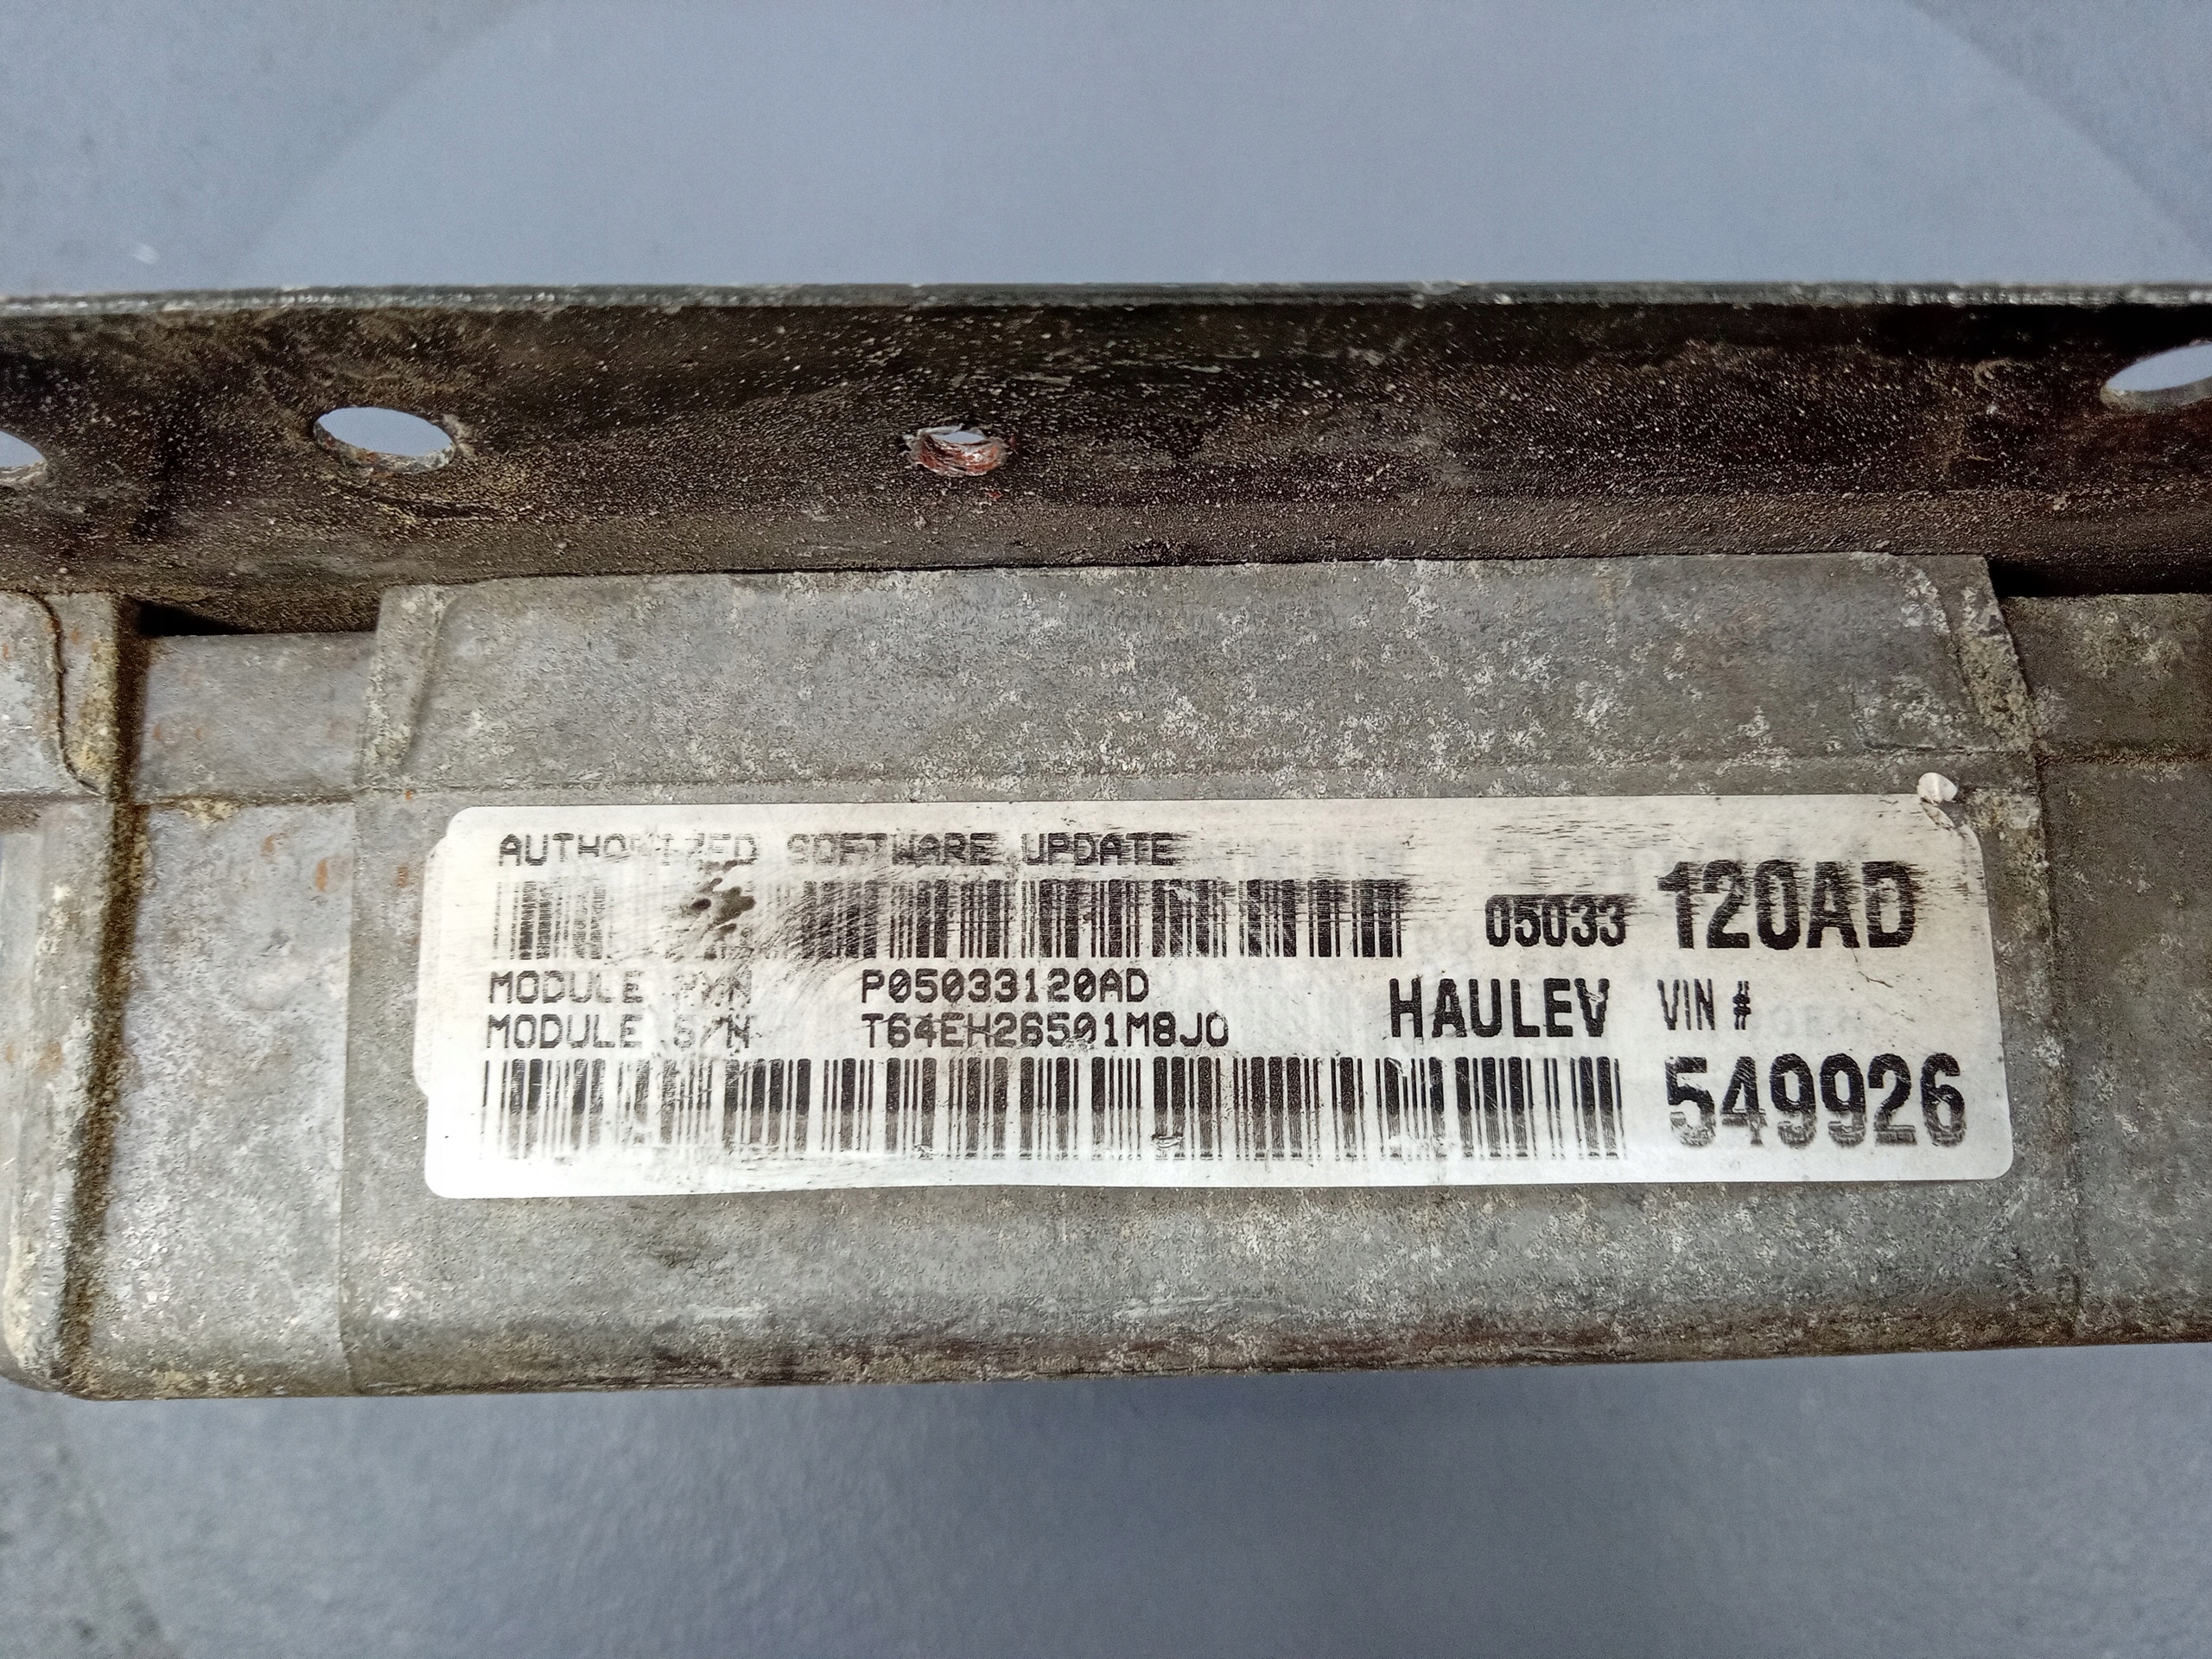 AUTHORIZED SOFTWARE UPDATE
05033 120AD
MODULE P/N P05033120AD
MODULE S/N T64EH26501M8J0
HAULEV VIN #
549926